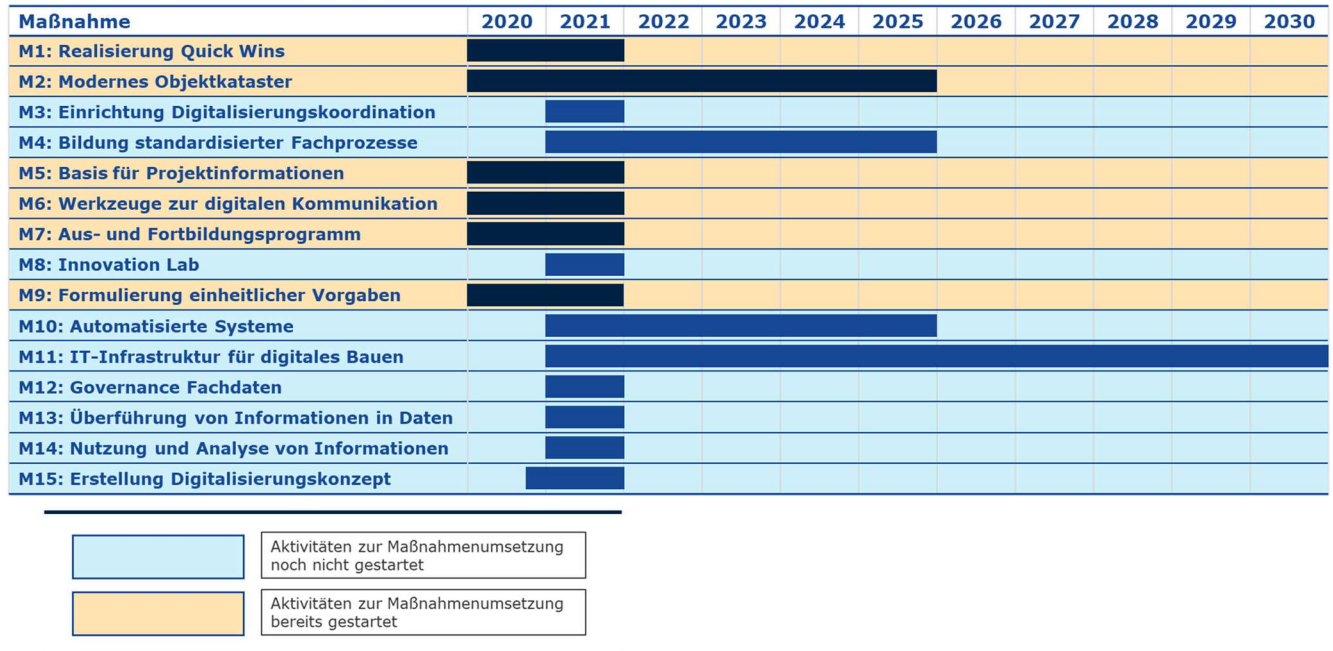 Maßnahme 2020 2021 2022 2023 2024 2025 2026 2027 2028 2029 2030
M1: Realisierung Quick Wins
M2: Modernes Objektkataster
M3: Einrichtung Digitalisierungskoordination
M4: Bildung standardisierter Fachprozesse
M5: Basis für Projektinformationen
M6: Werkzeuge zur digitalen Kommunikation
M7: Aus- und Fortbildungsprogramm
M8: Innovation Lab
M9: Formulierung einheitlicher Vorgaben
M10: Automatisierte Systeme
M11: IT-Infrastruktur für digitales Bauen
M12: Governance Fachdaten
M13: Überführung von Informationen in Daten
M14: Nutzung und Analyse von Informationen
M15: Erstellung Digitalisierungskonzept
Aktivitäten zur Maßnahmenumsetzung
noch nicht gestartet
Aktivitäten zur Maßnahmenumsetzung
bereits gestartet